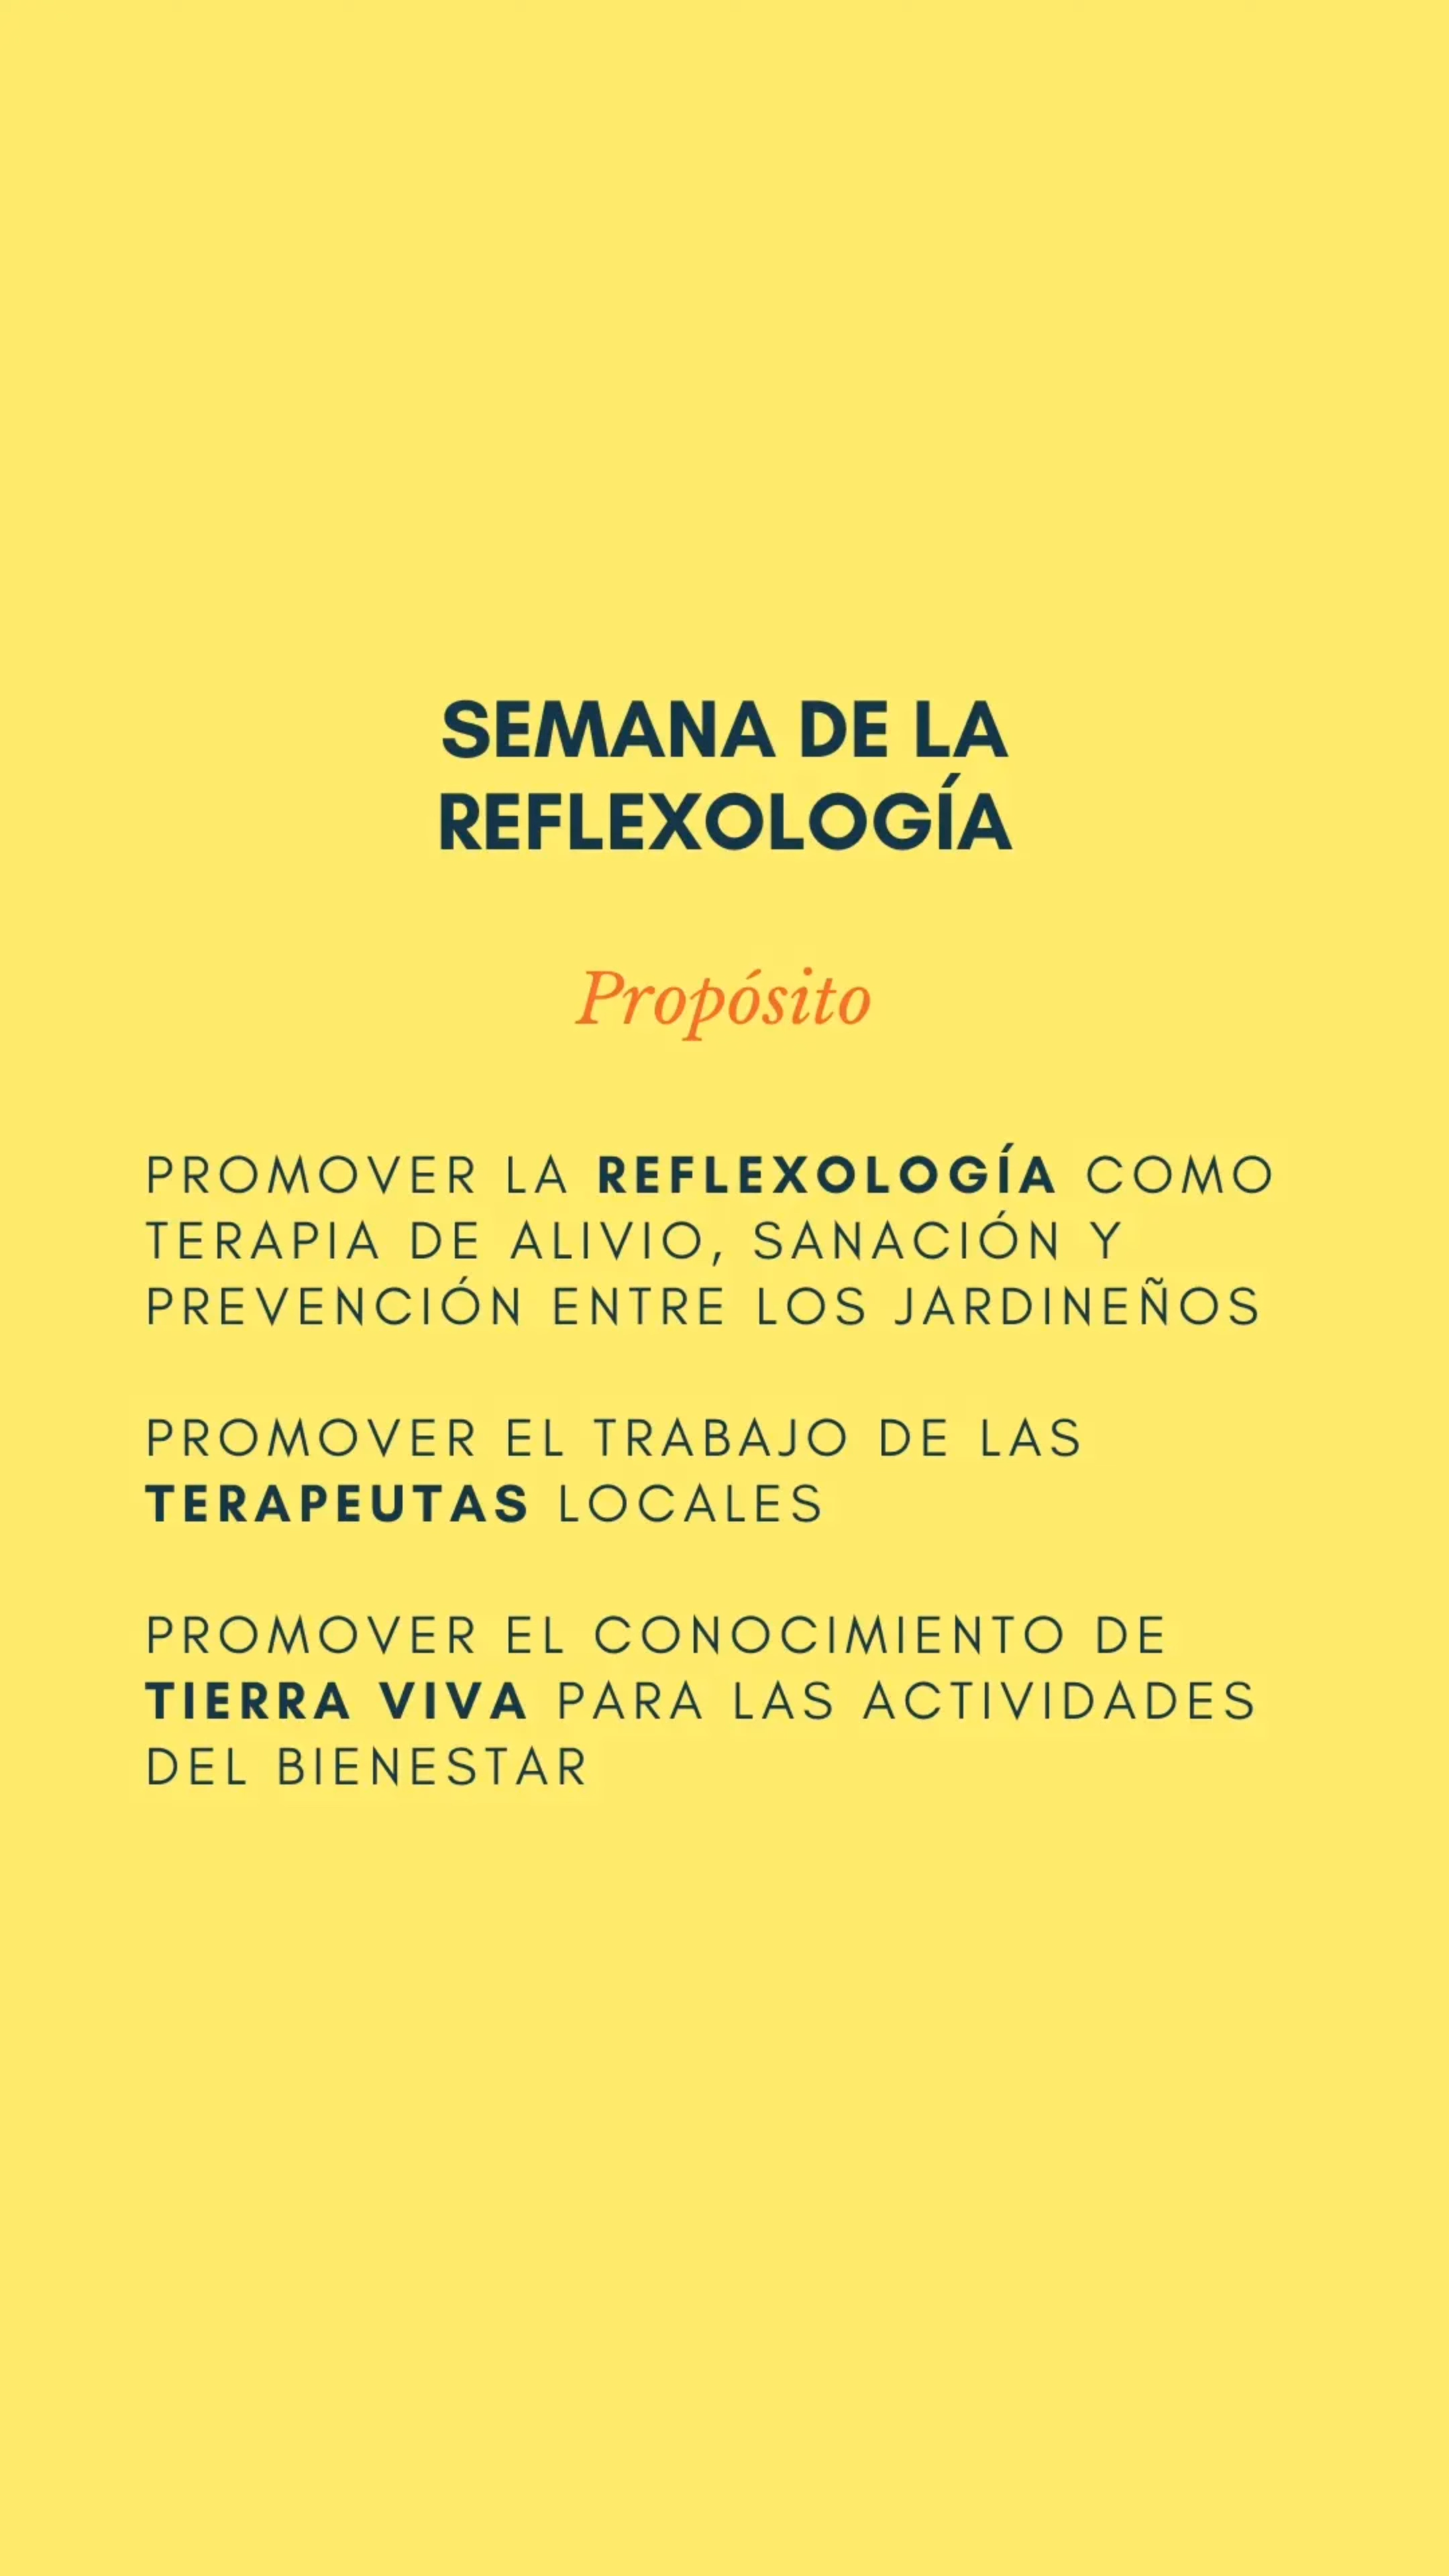 SEMANA DE LA
REFLEXOLOGÍA
Propósito
PROMOVER LA REFLEXOLOGÍA COMO
TERAPIA DE ALIVIO, SANACIÓN Y
PREVENCIÓN ENTRE LOS JARDINEÑOS
PROMOVER EL TRABAJO DE LAS
TERAPEUTAS LOCALES
PROMOVER EL CONOCIMIENTO DE
TIERRA VIVA PARA LAS ACTIVIDADES
DEL BIENESTAR